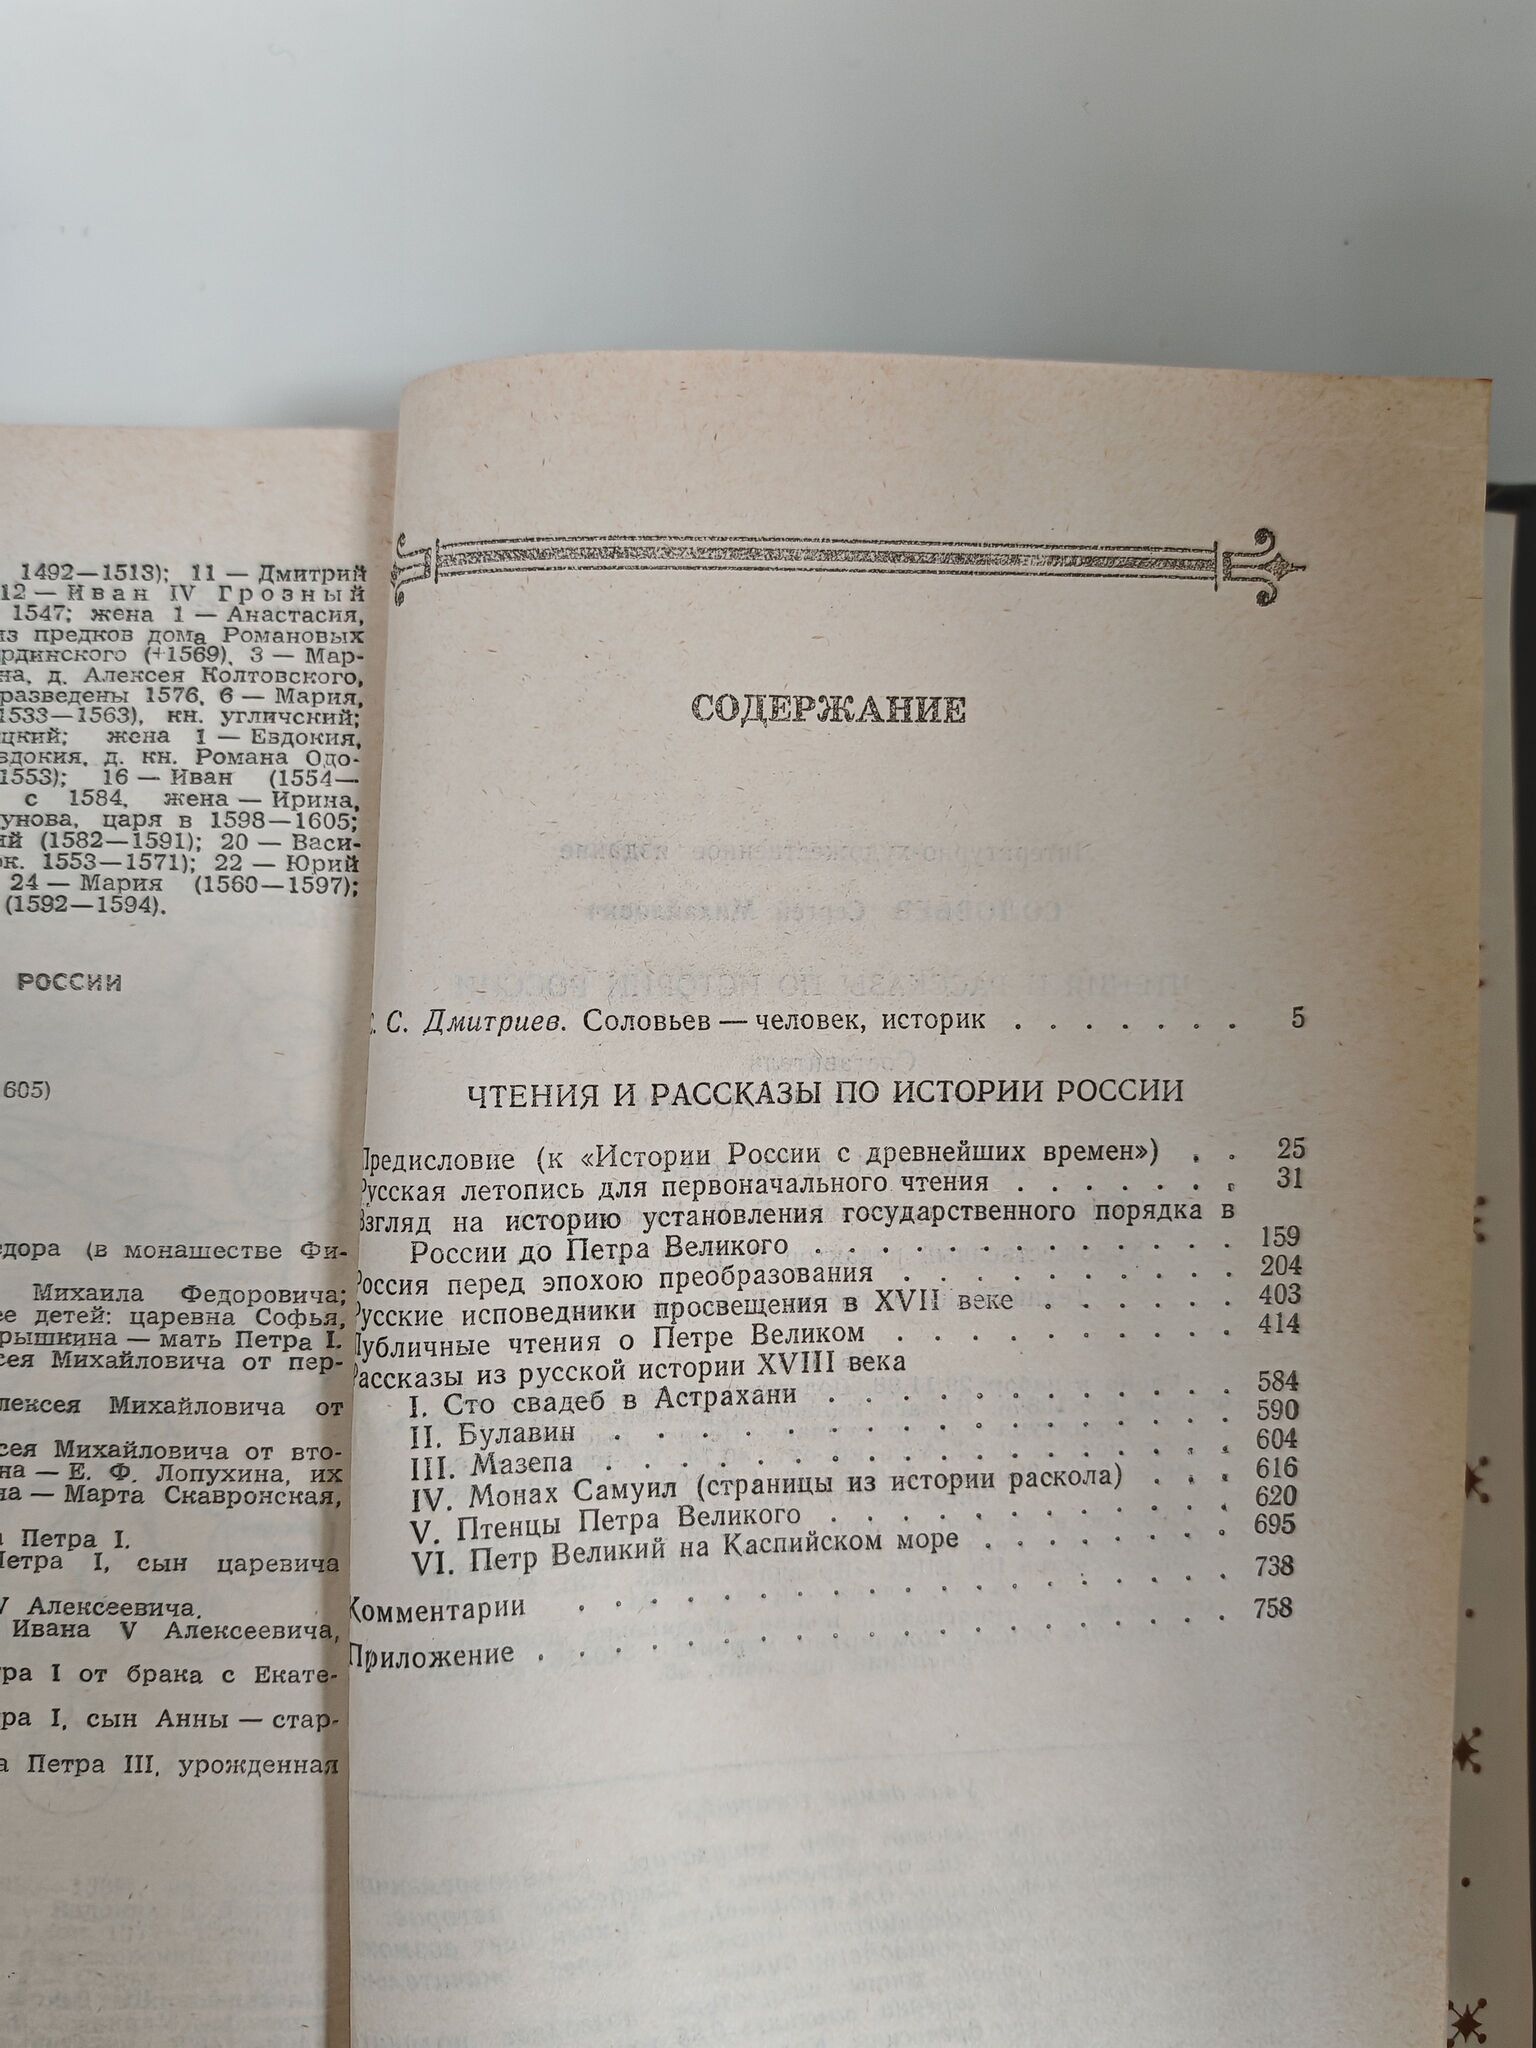 1492—1513); 11 — Дмитрий
12 — Иван IV Грозный
1547; жена 1 — Анастасия,
из предков дома Романовых
рдинского (+1569), 3 — Мар-
на, д. Алексея Колтовского,
разведены 1576, 6 — Мария,
1533—1563), кн. угличский;
цкий; жена 1 — Евдокия,
вдокия, д. кн. Романа Одо-
1553); 16 — Иван (1554—
с 1584, жена — Ирина,
унова, царя в 1598—1605;
ий (1582—1591); 20 — Васи-
ок. 1553—1571); 22 — Юрий
24 — Мария (1560—1597);
(1592—1594).
РОССИИ
605)
едора (в монашестве Фи-
Михаила Федоровича;
ее детей: царевна Софья,
рышкина — мать Петра I.
сея Михайловича от пер-
лексея Михайловича от
сея Михайловича от вто-
на — Е. Ф. Лопухина, их
на — Марта Скавронская,
Петра I.
Петра I, сын царевича
V Алексеевича.
Ивана V Алексеевича,
тра I от брака с Екате-
тра I, сын Анны — стар-
а Петра III, урожденная
СОДЕРЖАНИЕ
С. Дмитриев. Соловьев — человек, историк . . . . . . . 5
ЧТЕНИЯ И РАССКАЗЫ ПО ИСТОРИИ РОССИИ
Предисловие (к «Истории России с древнейших времен») . . 25
Русская летопись для первоначального чтения . . . . . . . 31
Взгляд на историю установления государственного порядка в
России до Петра Великого . . . . . . . . . . . . . 159
Россия перед эпохою преобразования . . . . . . . . . . 204
Русские исповедники просвещения в XVII веке . . . . . . 403
Публичные чтения о Петре Великом . . . . . . . . . . 414
Рассказы из русской истории XVIII века
I. Сто свадеб в Астрахани . . . . . . . . . . . . 584
II. Булавин . . . . . . . . . . . . . . . 590
III. Мазепа . . . . . . . . . . . . . . . 604
IV. Монах Самуил (страницы из истории раскола) . . . 616
V. Птенцы Петра Великого . . . . . . . . . . . . 620
VI. Петр Великий на Каспийском море . . . . . . . 695
Комментарии . . . . . . . . . . . . . . . . . 738
Приложение . . . . . . . . . . . . . . . . . . 758